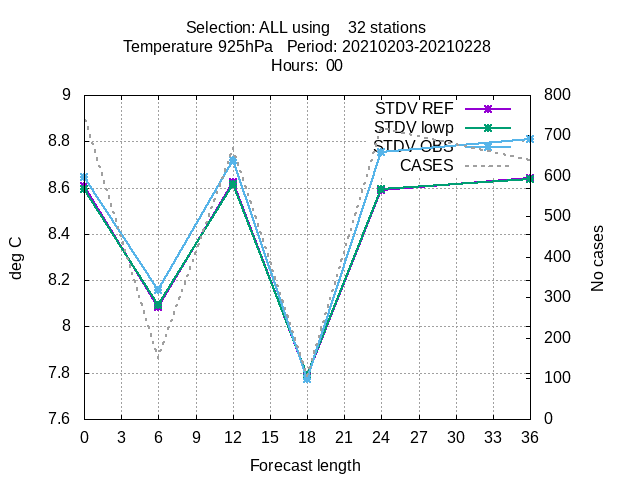 Selection: ALL using    32 stations
Temperature 925hPa   Period: 20210203-20210228
Hours:  00
STDV REF
STDV lowp
STDV OBS
CASES
9
8.8
8.6
8.4
8.2
8
7.8
7.6
deg C
800
700
600
500
400
300
200
100
0
No cases
0 3 6 9 12 15 18 21 24 27 30 33 36
Forecast length